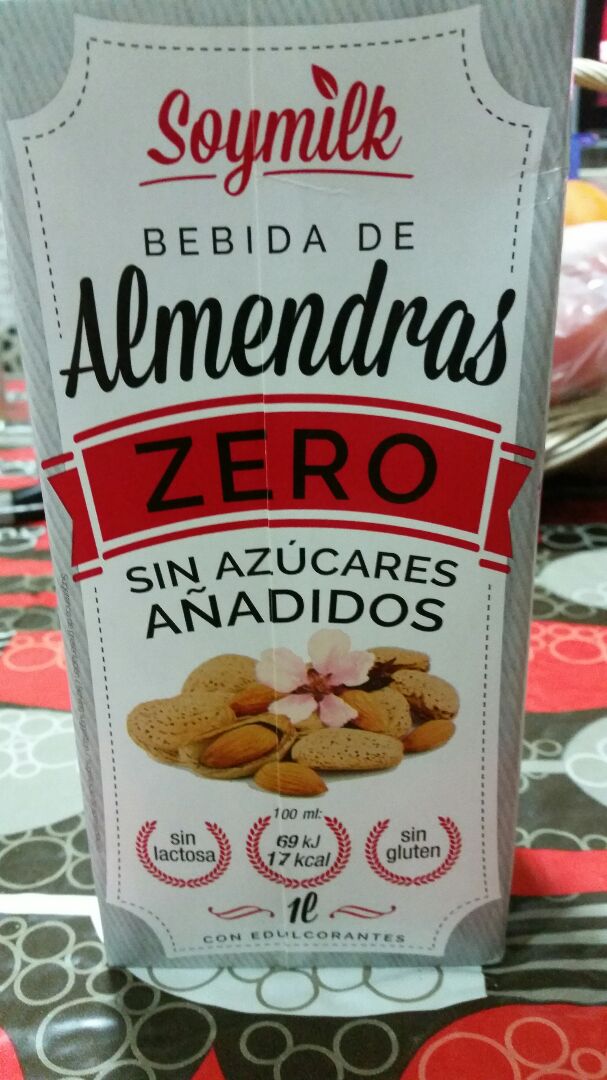 Soymilk
BEBIDA DE
Almendras
ZERO
SIN AZÚCARES
AÑADIDOS
100 ml:
sin
lactosa
69 kJ
17 kcal
sin
gluten
1l
CON EDULCORANTES